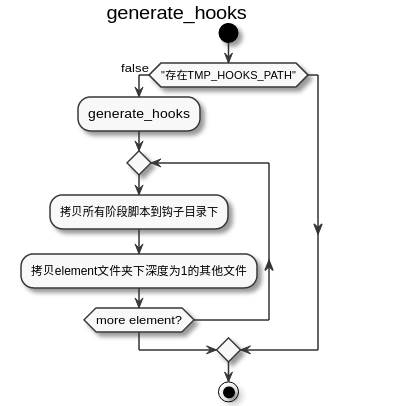 generate_hooks
false
"存在TMP_HOOKS_PATH"
generate_hooks
拷贝所有阶段脚本到钩子目录下
拷贝element文件夹下深度为1的其他文件
more element?